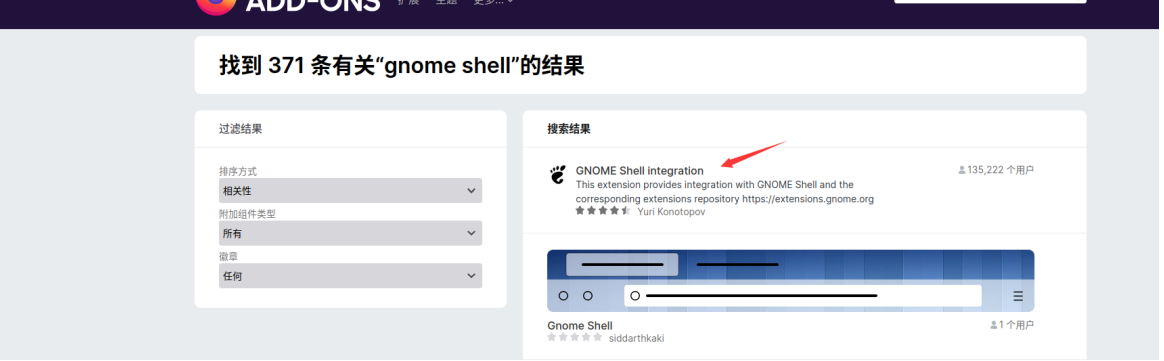 ADD-ONS 扩展 主题 更多...
找到 371 条有关“gnome shell”的结果
过滤结果
排序方式
相关性
附加组件类型
所有
徽章
任何
搜索结果
GNOME Shell integration
135,222 个用户
This extension provides integration with GNOME Shell and the
corresponding extensions repository https://extensions.gnome.org
Yuri Konotopov
Gnome Shell
1 个用户
siddarthkaki